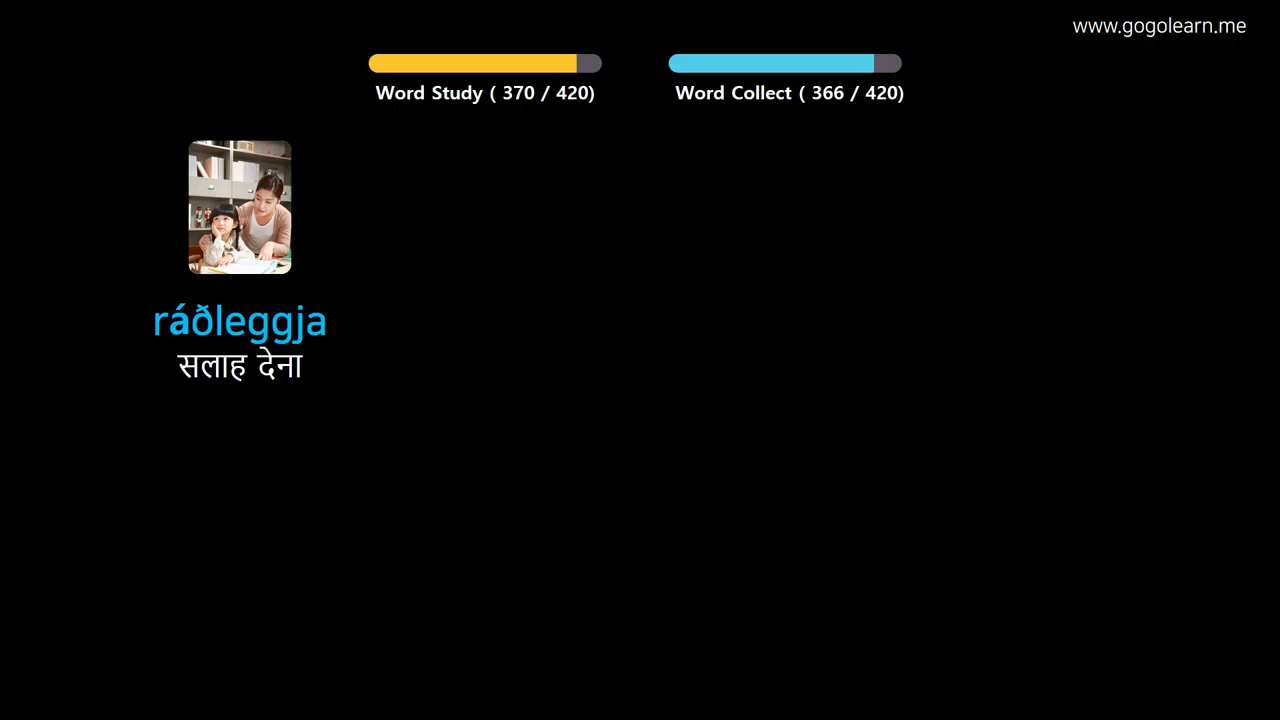 www.gogolearn.me
Word Study ( 370 / 420)
Word Collect ( 366 / 420)
ráðleggja
सलाह देना